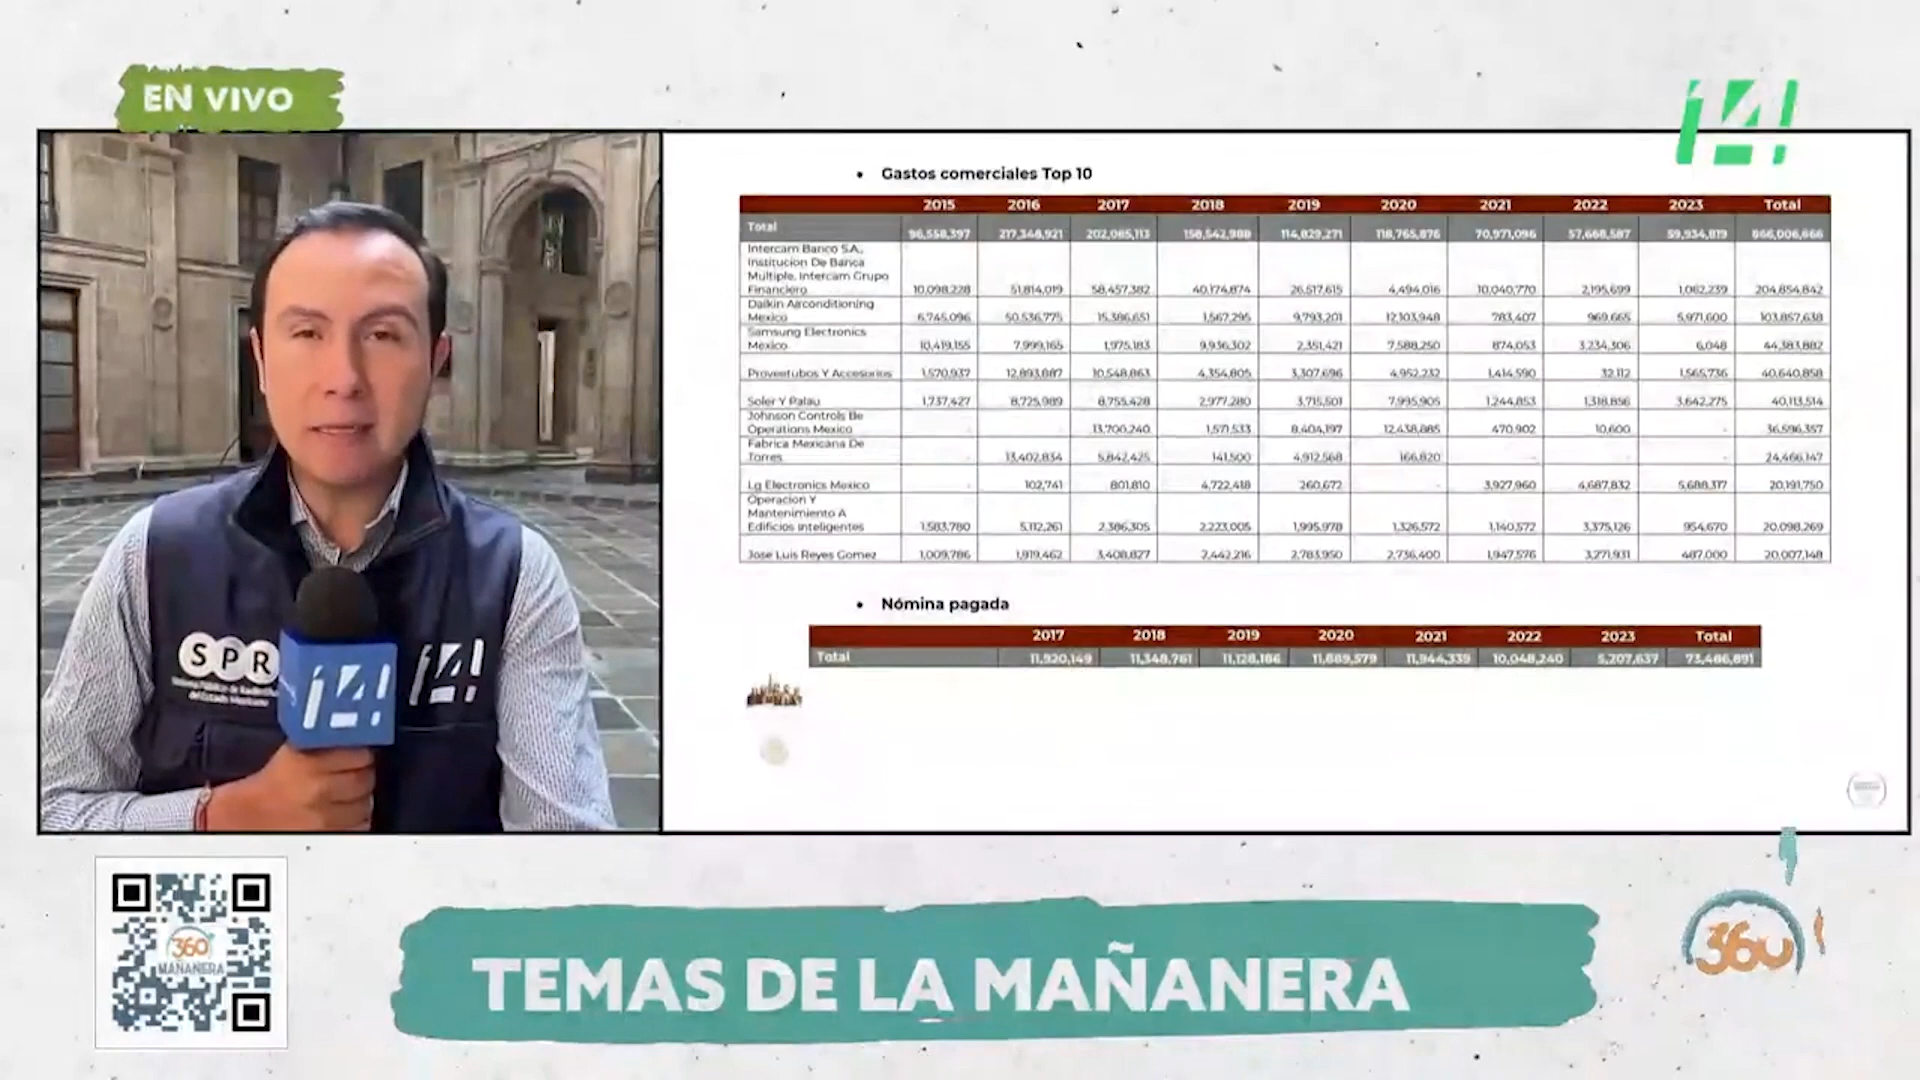 EN VIVO
14!
• Gastos comerciales Top 10
2015 2016 2017 2018 2019 2020 2021 2022 2023 Total
Total 96,558,397 217,348,921 202,085,113 158,542,988 114,829,271 118,765,876 70,971,096 57,668,587 59,934,819
Intercam Banco S.A,
Institucion De Banca
Multiple, Intercam Grupo
Financiero 10,098,228 51,814,019 58,457,382 40,174,874 26,517,615 4,494,016 10,040,770 2,195,699 1,062,239 204,854,842
Daikin Airconditioning
Mexico 6,745,096 50,536,775 15,386,651 1,567,295 9,793,201 12,103,948 783,407 969,665 5,971,600 103,857,638
Samsung Electronics
Mexico 10,419,155 7,999,165 1,975,183 9,936,302 2,351,421 7,588,250 874,053 3,234,306 6,048 44,383,882
Proveetubos Y Accesorios 1,570,937 12,893,087 10,548,863 4,354,805 3,307,696 4,952,232 1,414,590 32,112 1,565,736 40,640,858
Soler Y Palau 1,737,427 8,725,989 8,755,428 2,977,280 3,715,501 7,995,905 1,244,853 1,318,856 3,642,275 40,113,514
Johnson Controls Be
Operations Mexico - - 13,700,240 1,571,533 8,404,197 12,438,885 470,902 10,600 - 36,596,357
Fabrica Mexicana De
Torres - 13,402,834 5,842,425 141,500 4,912,568 166,820 - - - 24,466,147
Lg Electronics Mexico - 102,741 801,810 4,722,418 260,672 - 3,927,960 4,687,832 5,688,317 20,191,750
Operacion Y
Mantenimiento A
Edificios Inteligentes 1,583,780 5,112,261 2,386,305 2,223,005 1,995,978 1,326,572 1,140,572 3,375,126 954,670 20,098,269
Jose Luis Reyes Gomez 1,009,786 1,919,462 3,408,827 2,442,216 2,783,950 2,736,400 1,947,576 3,271,931 487,000 20,007,148
• Nómina pagada
2017 2018 2019 2020 2021 2022 2023 Total
Total 11,920,149 11,348,761 11,128,186 11,889,579 11,944,339 10,048,240 5,207,637 73,486,891
SPR
Sistema Público de Radiodifusión
del Estado Mexicano
14!
14!
360°
MAÑANERA
TEMAS DE LA MAÑANERA
360